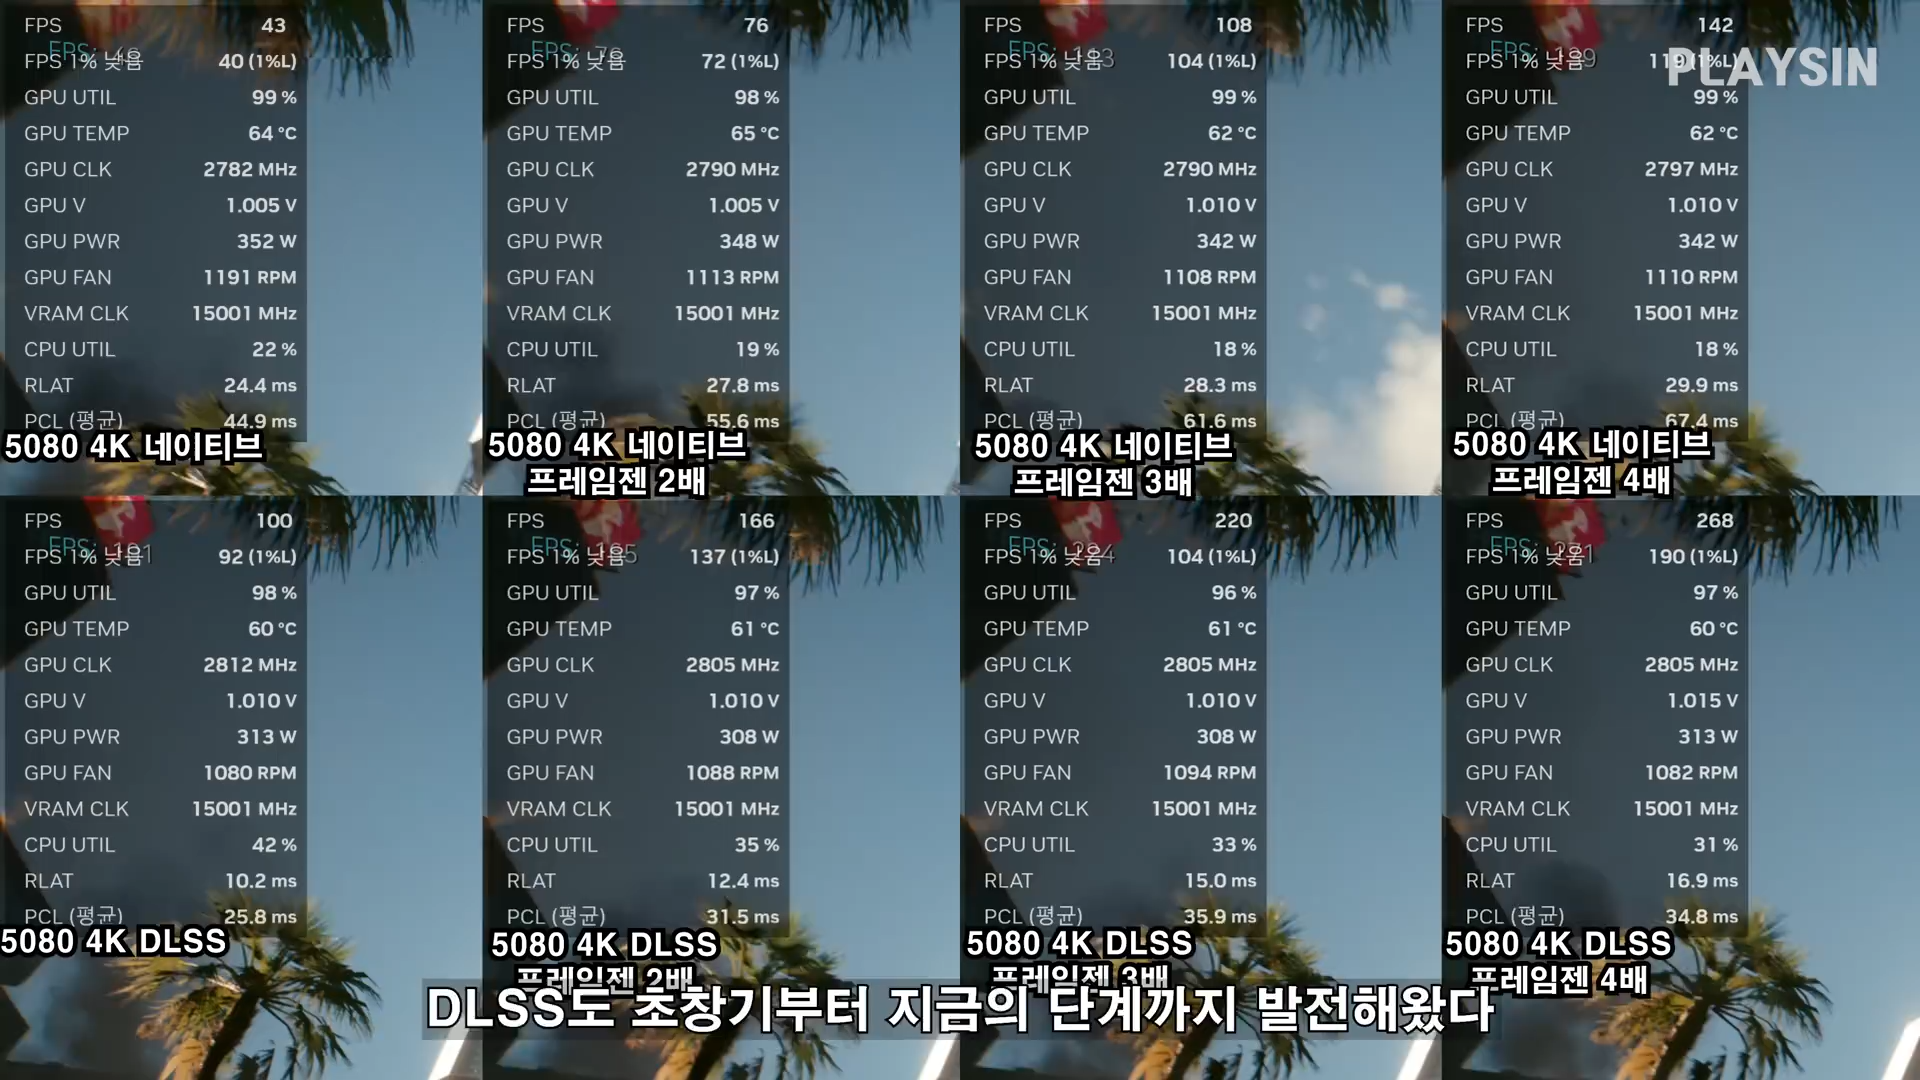 FPS 43
FPS 1% 낮음 40 (1%L)
GPU UTIL 99 %
GPU TEMP 64 °C
GPU CLK 2782 MHz
GPU V 1.005 V
GPU PWR 352 W
GPU FAN 1191 RPM
VRAM CLK 15001 MHz
CPU UTIL 22 %
RLAT 24.4 ms
PCL (평균) 44.9 ms
5080 4K 네이티브
FPS 76
FPS 1% 낮음 72 (1%L)
GPU UTIL 98 %
GPU TEMP 65 °C
GPU CLK 2790 MHz
GPU V 1.005 V
GPU PWR 348 W
GPU FAN 1113 RPM
VRAM CLK 15001 MHz
CPU UTIL 19 %
RLAT 27.8 ms
PCL (평균) 55.6 ms
5080 4K 네이티브
프레임젠 2배
FPS 108
FPS 1% 낮음 104 (1%L)
GPU UTIL 99 %
GPU TEMP 62 °C
GPU CLK 2790 MHz
GPU V 1.010 V
GPU PWR 342 W
GPU FAN 1108 RPM
VRAM CLK 15001 MHz
CPU UTIL 18 %
RLAT 28.3 ms
PCL (평균) 61.6 ms
5080 4K 네이티브
프레임젠 3배
FPS 142
FPS 1% 낮음 119 (1%L)
PLAYSIN
GPU UTIL 99 %
GPU TEMP 62 °C
GPU CLK 2797 MHz
GPU V 1.010 V
GPU PWR 342 W
GPU FAN 1110 RPM
VRAM CLK 15001 MHz
CPU UTIL 18 %
RLAT 29.9 ms
PCL (평균) 67.4 ms
5080 4K 네이티브
프레임젠 4배
FPS 100
FPS 1% 낮음 92 (1%L)
GPU UTIL 98 %
GPU TEMP 60 °C
GPU CLK 2812 MHz
GPU V 1.010 V
GPU PWR 313 W
GPU FAN 1080 RPM
VRAM CLK 15001 MHz
CPU UTIL 42 %
RLAT 10.2 ms
PCL (평균) 25.8 ms
5080 4K DLSS
FPS 166
FPS 1% 낮음 137 (1%L)
GPU UTIL 97 %
GPU TEMP 61 °C
GPU CLK 2805 MHz
GPU V 1.010 V
GPU PWR 308 W
GPU FAN 1088 RPM
VRAM CLK 15001 MHz
CPU UTIL 35 %
RLAT 12.4 ms
PCL (평균) 31.5 ms
5080 4K DLSS
프레임젠 2배
FPS 220
FPS 1% 낮음 104 (1%L)
GPU UTIL 96 %
GPU TEMP 61 °C
GPU CLK 2805 MHz
GPU V 1.010 V
GPU PWR 308 W
GPU FAN 1094 RPM
VRAM CLK 15001 MHz
CPU UTIL 33 %
RLAT 15.0 ms
PCL (평균) 35.9 ms
5080 4K DLSS
프레임젠 3배
FPS 268
FPS 1% 낮음 190 (1%L)
GPU UTIL 97 %
GPU TEMP 60 °C
GPU CLK 2805 MHz
GPU V 1.015 V
GPU PWR 313 W
GPU FAN 1082 RPM
VRAM CLK 15001 MHz
CPU UTIL 31 %
RLAT 16.9 ms
PCL (평균) 34.8 ms
5080 4K DLSS
프레임젠 4배
DLSS도 초창기부터 지금의 단계까지 발전해왔다